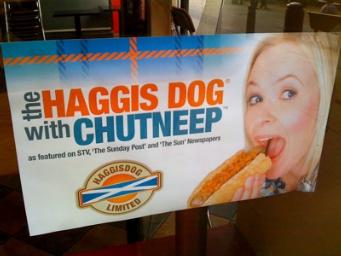 the HAGGIS DOG®
with CHUTNEEP™
as featured on STV, 'The Sunday Post' and 'The Sun' Newspapers
HAGGISDOG
LIMITED